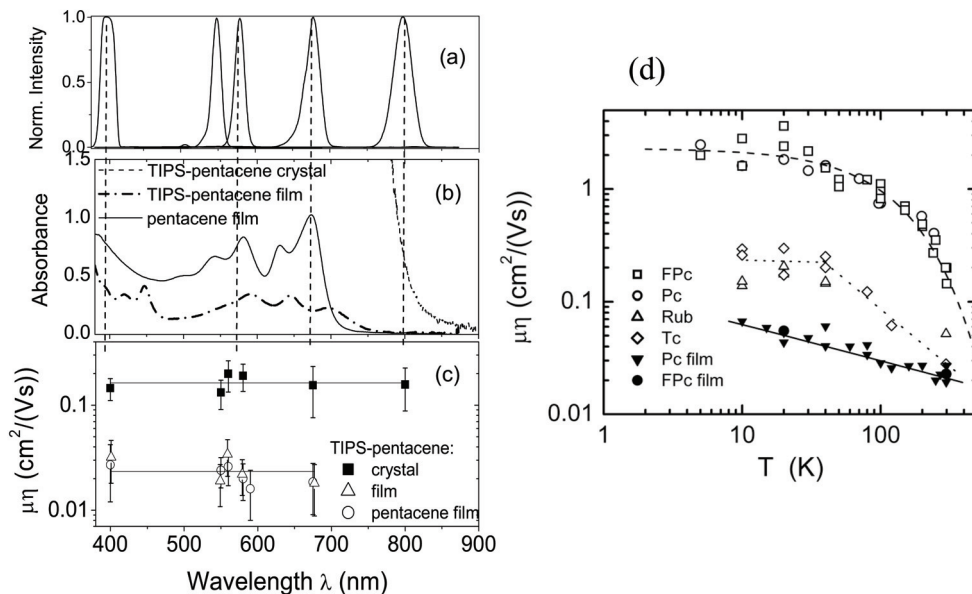 (a)
Norm. Intensity
1.0
0.5
0.0
(b)
Absorbance
1.5
1.0
0.5
0.0
TIPS-pentacene crystal
TIPS-pentacene film
pentacene film
(c)
μη (cm²/(Vs)
0.1
0.01
TIPS-pentacene:
crystal
film
pentacene film
400 500 600 700 800 900
Wavelength λ (nm)
(d)
μη (cm²/(Vs)
1
0.1
0.01
FPc
Pc
Rub
Tc
Pc film
FPc film
1 10 100
T (K)